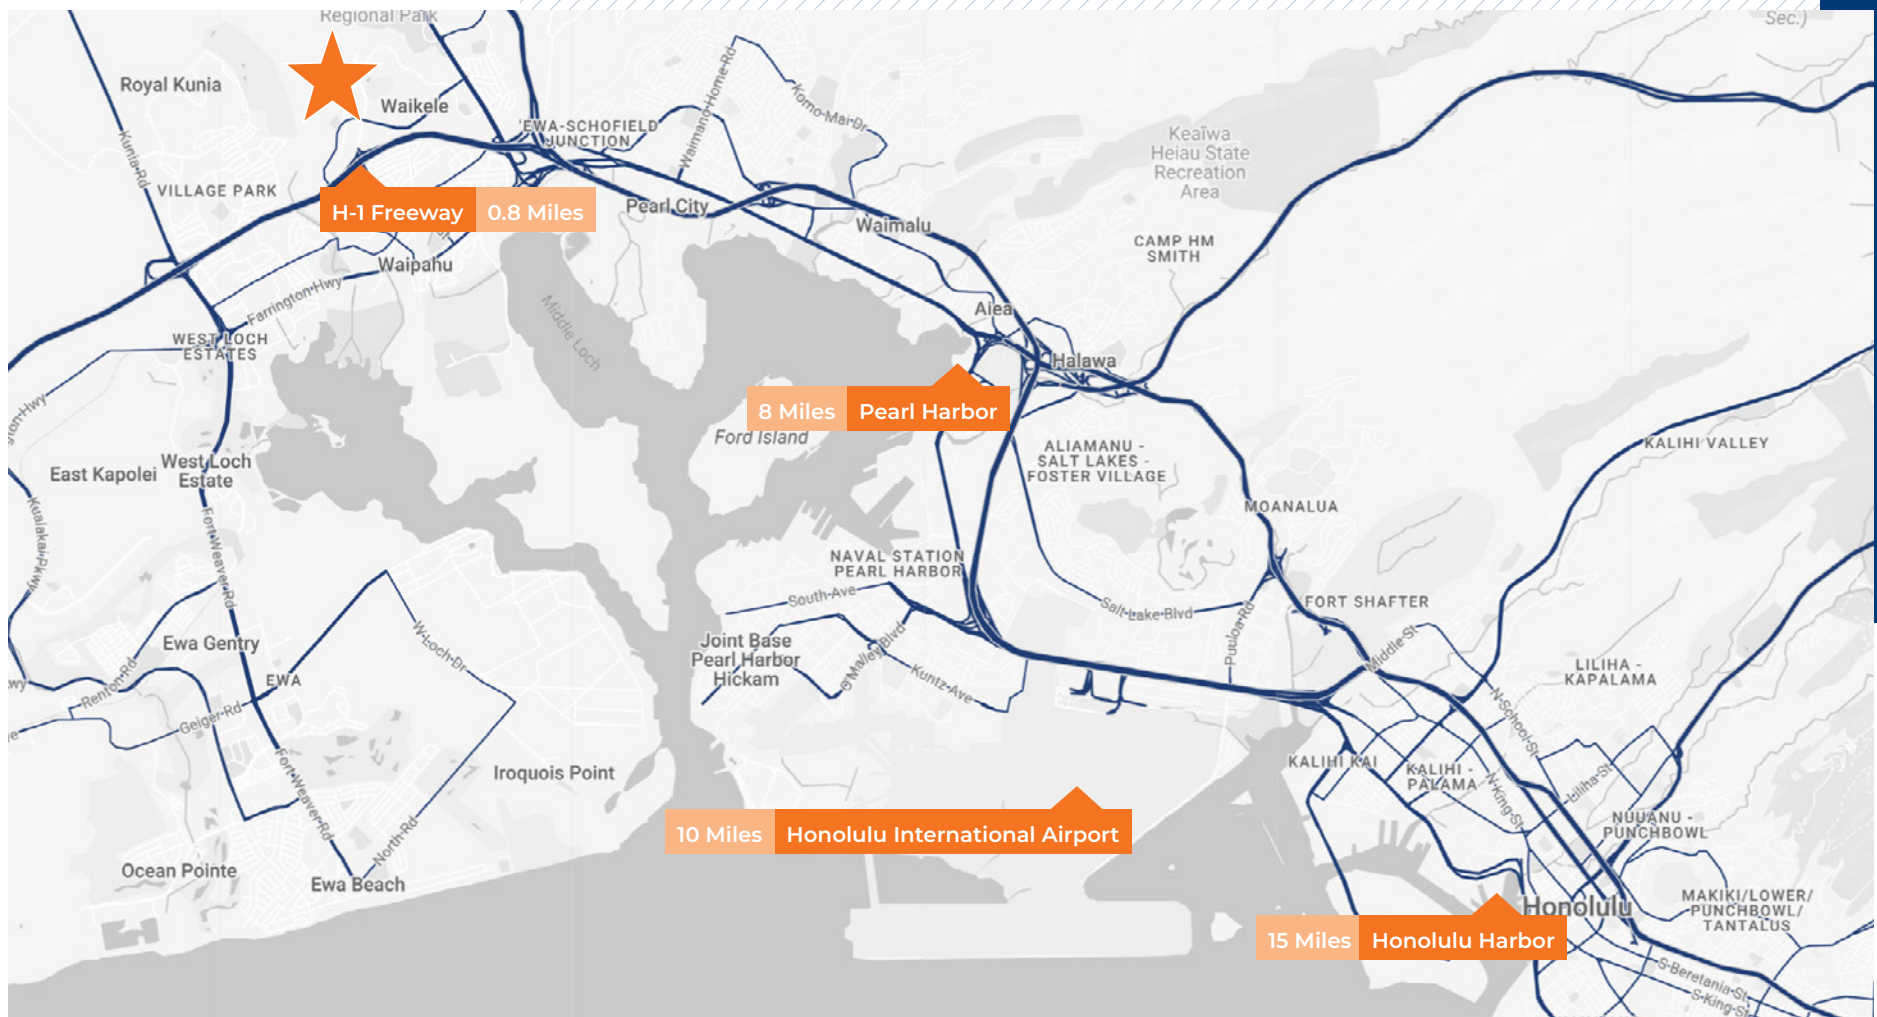 Regional Park
Sec.)
Royal Kunia
Waikele
Kunia Rd
'EWA-SCHOFIELD
JUNCTION
Waimano Home Rd
Komo Mai Dr
Keaīwa
Heiau State
Recreation
Area
VILLAGE PARK
H-1 Freeway 0.8 Miles
Pearl City
Waimalu
CAMP HM
SMITH
Waipahu
Farrington Hwy
Middle Loch
WEST LOCH
ESTATES
Aiea
Halawa
8 Miles Pearl Harbor
Ford Island
ton Hwy
ALIAMANU -
SALT LAKES -
FOSTER VILLAGE
KALIHI VALLEY
East Kapolei
West Loch
Estate
MOANALUA
Kualakai Pkwy
Fort Weaver Rd
NAVAL STATION
PEARL HARBOR
South Ave
Salt Lake Blvd
Puuloa Rd
FORT SHAFTER
Middle St
Ewa Gentry
W Loch Dr
Joint Base
Pearl Harbor
Hickam
O'Malley Blvd
Kuntz Ave
LILIHA -
KAPALAMA
wy
Renton Rd
EWA
Geiger Rd
N School St
Fort Weaver Rd
Iroquois Point
KALIHI KAI
KALIHI -
PALAMA
N King St
Liliha St
NUUANU -
PUNCHBOWL
10 Miles Honolulu International Airport
North Rd
Ocean Pointe
Ewa Beach
Honolulu
MAKIKI/LOWER/
PUNCHBOWL/
TANTALUS
15 Miles Honolulu Harbor
S Beretania St
S King St